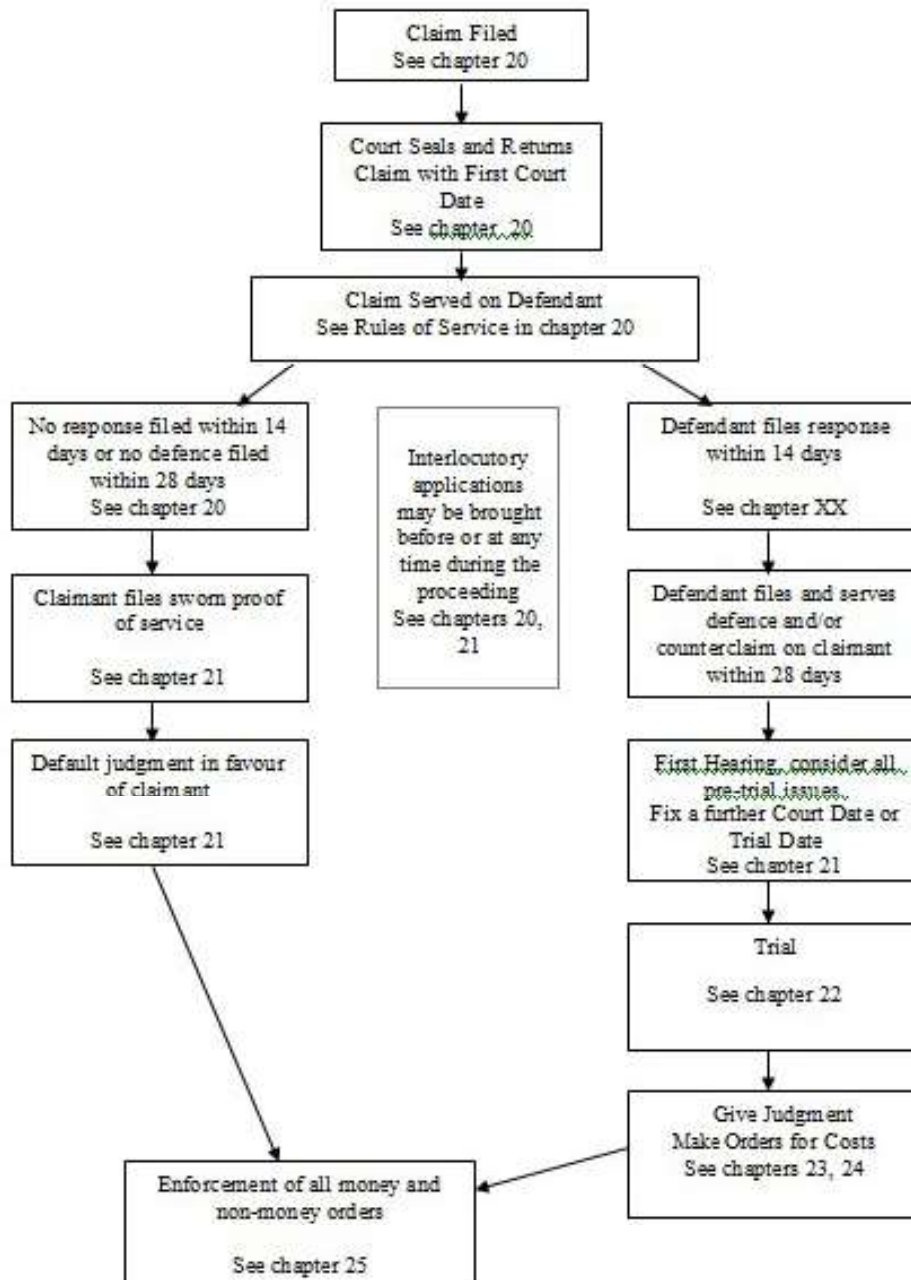 Claim Filed
See chapter 20
Court Seals and Returns
Claim with First Court
Date
See chapter 20
Claim Served on Defendant
See Rules of Service in chapter 20
No response filed within 14
days or no defence filed
within 28 days
See chapter 20
Interlocutory
applications
may be brought
before or at any
time during the
proceeding
See chapters 20,
21
Defendant files response
within 14 days
See chapter XX
Claimant files sworn proof
of service
See chapter 21
Defendant files and serves
defence and/or
counterclaim on claimant
within 28 days
Default judgment in favour
of claimant
See chapter 21
First Hearing, consider all
pre-trial issues.
Fix a further Court Date or
Trial Date
See chapter 21
Trial
See chapter 22
Give Judgment
Make Orders for Costs
See chapters 23, 24
Enforcement of all money and
non-money orders
See chapter 25